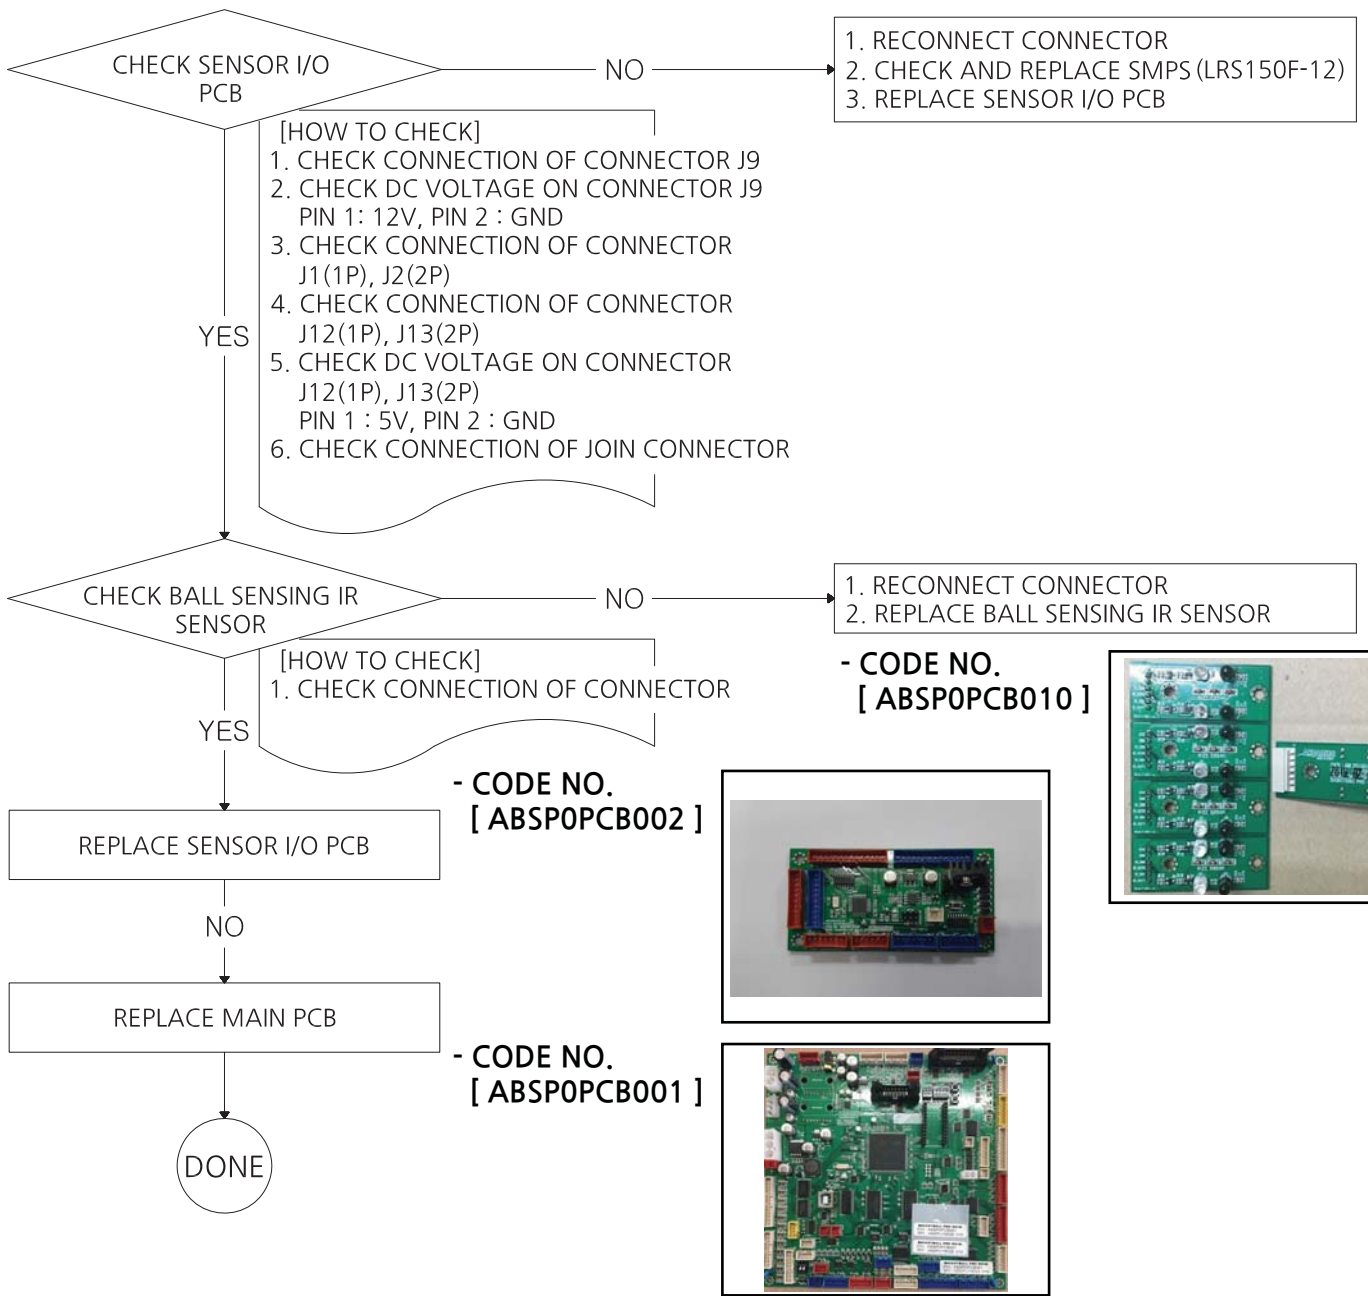 CHECK SENSOR I/O
PCB
NO
1. RECONNECT CONNECTOR
2. CHECK AND REPLACE SMPS (LRS150F-12)
3. REPLACE SENSOR I/O PCB
[HOW TO CHECK]
1. CHECK CONNECTION OF CONNECTOR J9
2. CHECK DC VOLTAGE ON CONNECTOR J9
PIN 1: 12V, PIN 2 : GND
3. CHECK CONNECTION OF CONNECTOR
J1(1P), J2(2P)
4. CHECK CONNECTION OF CONNECTOR
J12(1P), J13(2P)
5. CHECK DC VOLTAGE ON CONNECTOR
J12(1P), J13(2P)
PIN 1 : 5V, PIN 2 : GND
6. CHECK CONNECTION OF JOIN CONNECTOR
YES
CHECK BALL SENSING IR
SENSOR
NO
1. RECONNECT CONNECTOR
2. REPLACE BALL SENSING IR SENSOR
[HOW TO CHECK]
1. CHECK CONNECTION OF CONNECTOR
- CODE NO.
[ ABSP0PCB010 ]
YES
- CODE NO.
[ ABSP0PCB002 ]
REPLACE SENSOR I/O PCB
NO
REPLACE MAIN PCB
- CODE NO.
[ ABSP0PCB001 ]
DONE